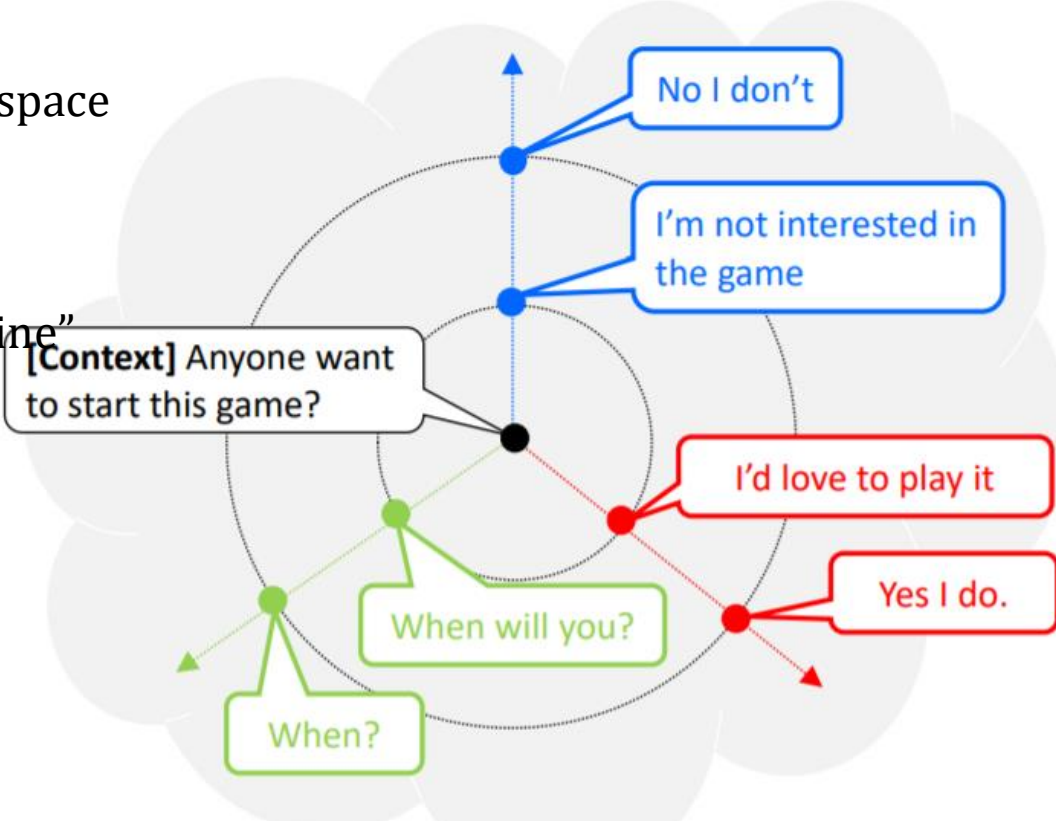 space
No I don't
I'm not interested in
the game
ine”
[Context] Anyone want
to start this game?
I'd love to play it
Yes I do.
When will you?
When?